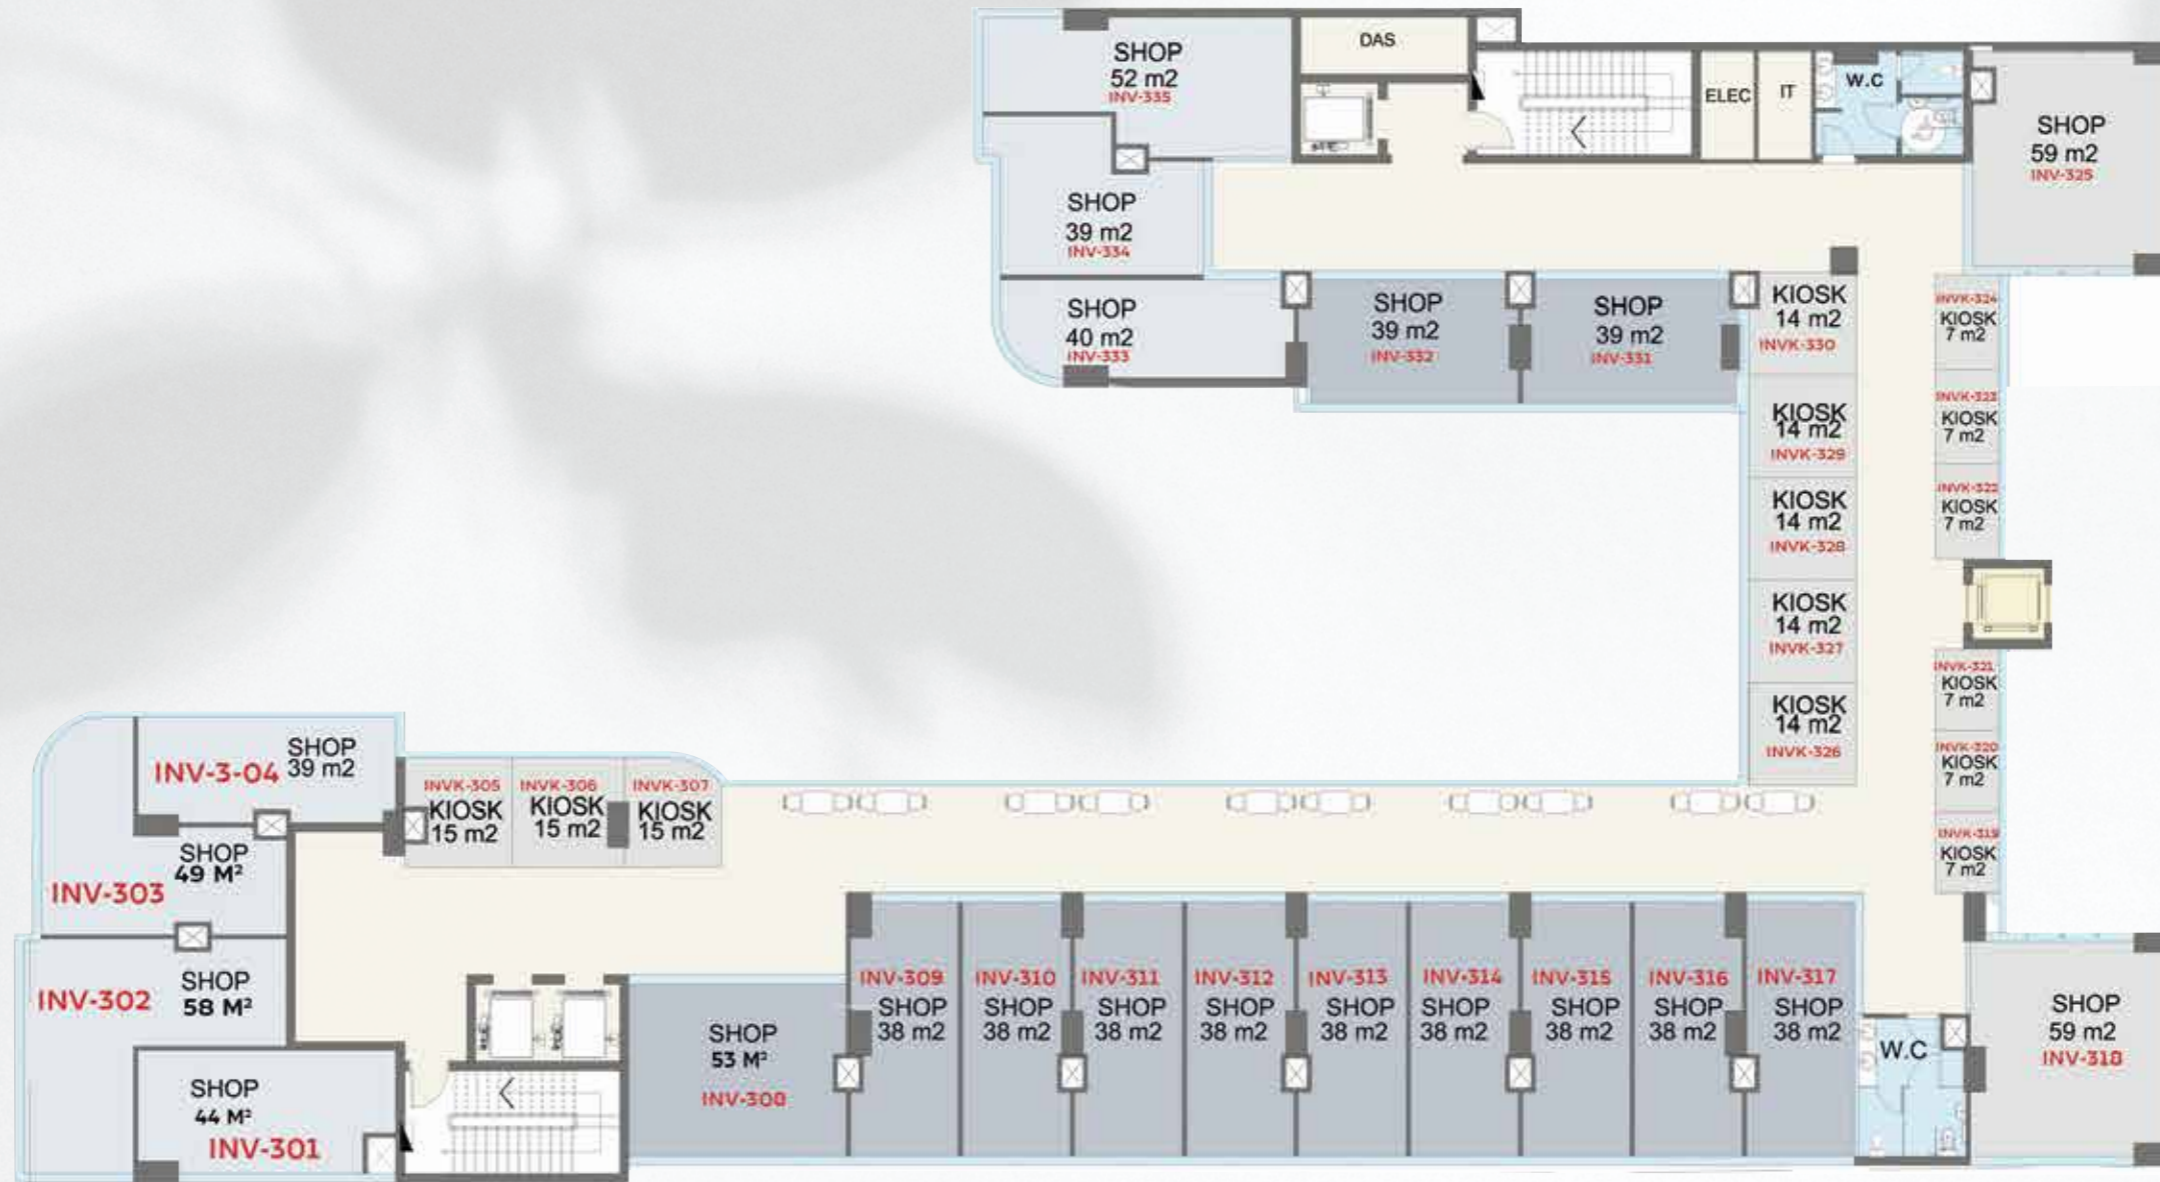 DAS
SHOP
52 m2
INV-335
ELEC
IT
W.C
SHOP
59 m2
INV-325
SHOP
39 m2
INV-334
SHOP
40 m2
INV-333
SHOP
39 m2
INV-332
SHOP
39 m2
INV-331
KIOSK
14 m2
INVK-330
INVK-324
KIOSK
7 m2
KIOSK
14 m2
INVK-329
INVK-323
KIOSK
7 m2
KIOSK
14 m2
INVK-328
INVK-322
KIOSK
7 m2
KIOSK
14 m2
INVK-327
INVK-321
KIOSK
7 m2
KIOSK
14 m2
INVK-326
INVK-320
KIOSK
7 m2
INVK-319
KIOSK
7 m2
SHOP
INV-3-04 39 m2
INVK-305
KIOSK
15 m2
INVK-306
KIOSK
15 m2
INVK-307
KIOSK
15 m2
SHOP
49 M²
INV-303
SHOP
INV-302
58 M²
SHOP
44 M²
INV-301
SHOP
53 M²
INV-308
INV-309
SHOP
38 m2
INV-310
SHOP
38 m2
INV-311
SHOP
38 m2
INV-312
SHOP
38 m2
INV-313
SHOP
38 m2
INV-314
SHOP
38 m2
INV-315
SHOP
38 m2
INV-316
SHOP
38 m2
INV-317
SHOP
38 m2
W.C
SHOP
59 m2
INV-318